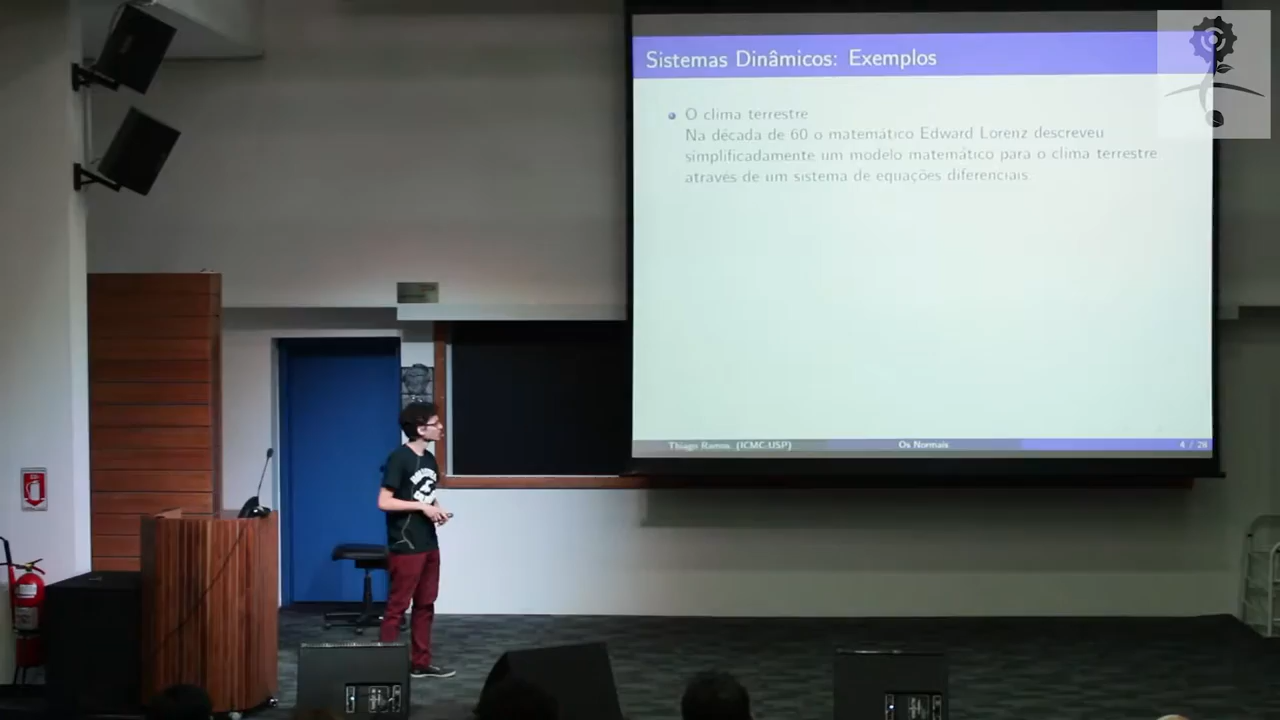 Sistemas Dinâmicos: Exemplos
O clima terrestre
Na década de 60 o matemático Edward Lorenz descreveu
simplificadamente um modelo matemático para o clima terrestre
através de um sistema de equações diferenciais.
Thiago Ramos (ICMC-USP)
Os Normais
4 / 28